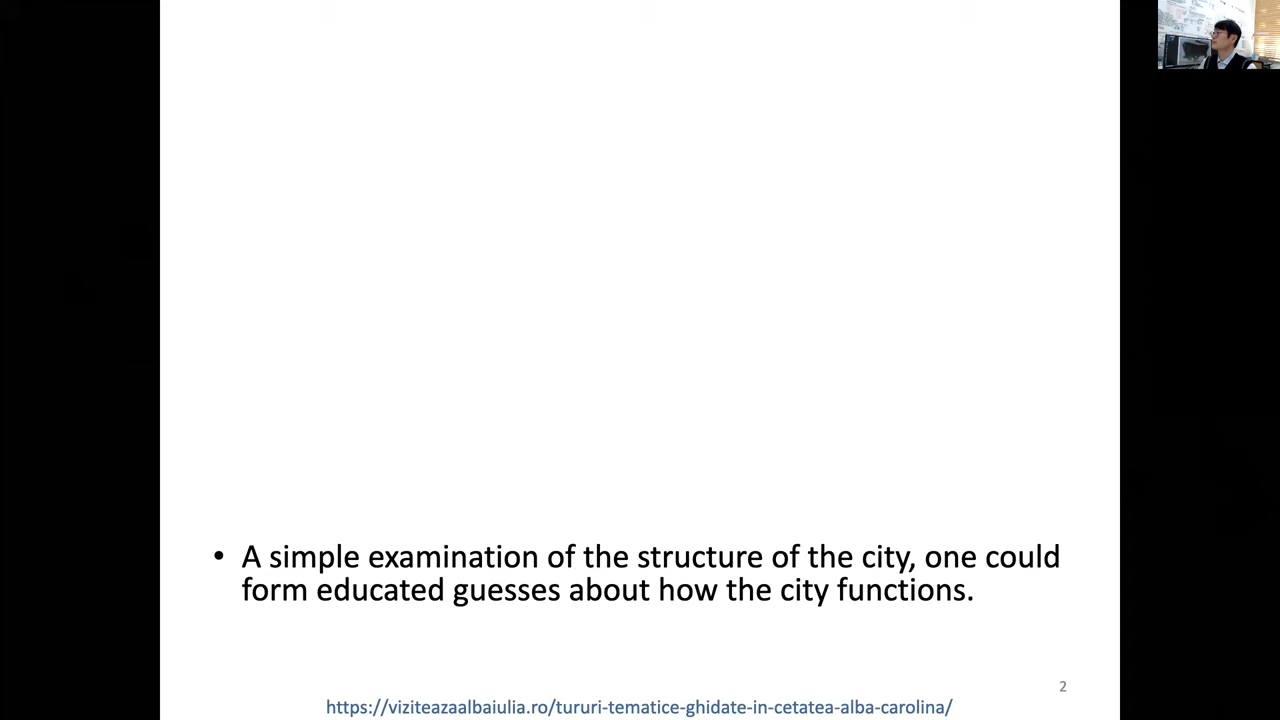 • A simple examination of the structure of the city, one could
form educated guesses about how the city functions.
2
https://viziteazaalbaiulia.ro/tururi-tematice-ghidate-in-cetatea-alba-carolina/